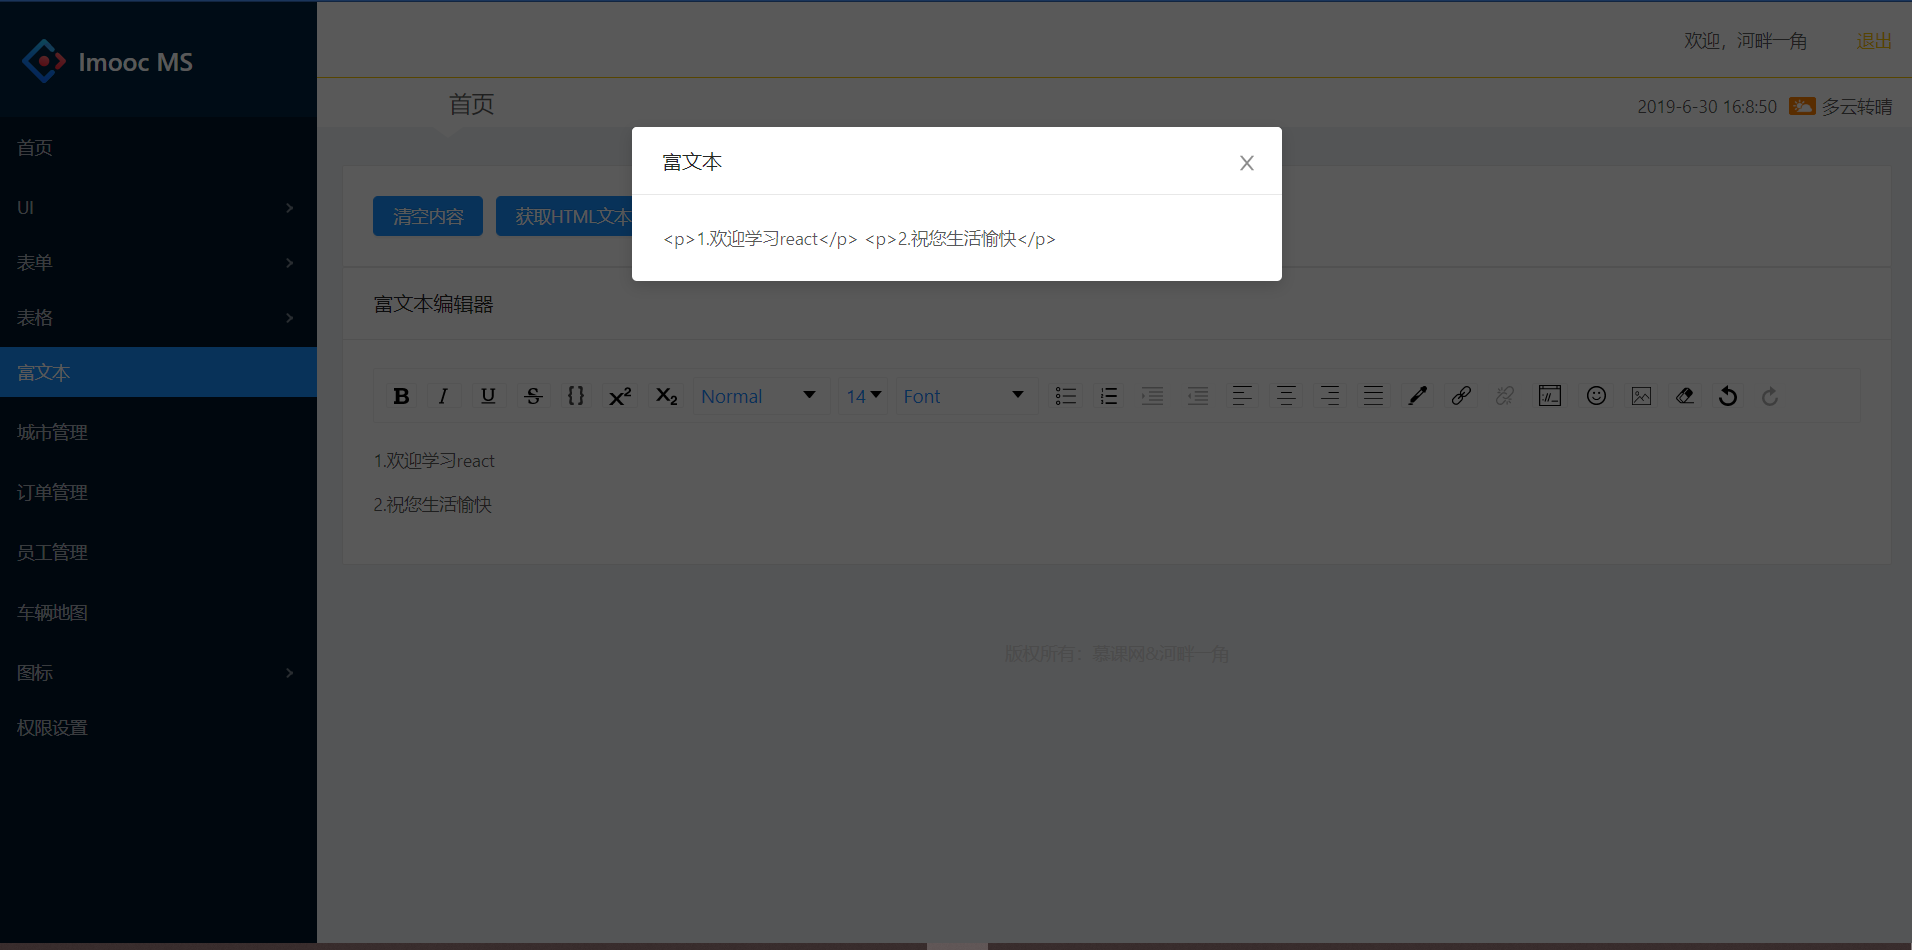 Imooc MS
首页
UI
表单
表格
富文本
城市管理
订单管理
员工管理
车辆地图
图标
权限设置
欢迎，河畔一角
退出
首页
2019-6-30 16:8:50
多云转晴
富文本
X
<p>1.欢迎学习react</p> <p>2.祝您生活愉快</p>
清空内容
获取HTML文本
富文本编辑器
B I U S {} x² x₂ Normal 14 Font
1.欢迎学习react
2.祝您生活愉快
版权所有：慕课网&河畔一角